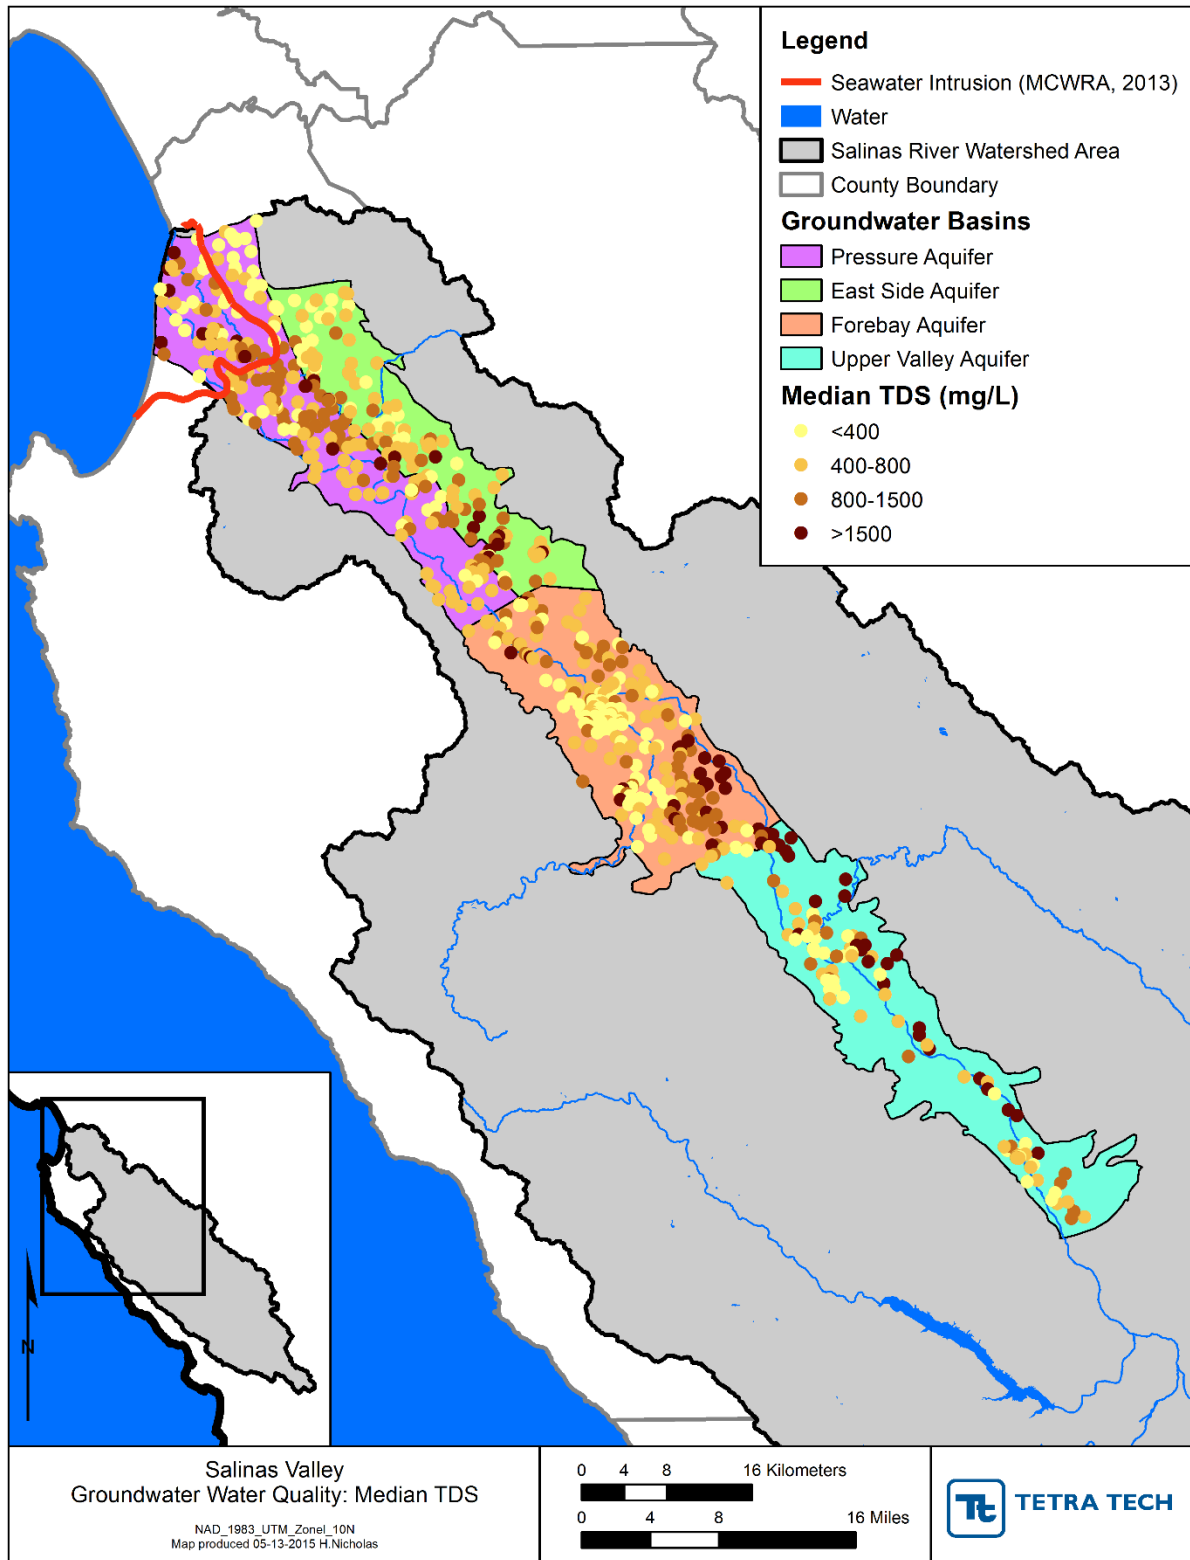 Legend
Seawater Intrusion (MCWRA, 2013)
Water
Salinas River Watershed Area
County Boundary
Groundwater Basins
Pressure Aquifer
East Side Aquifer
Forebay Aquifer
Upper Valley Aquifer
Median TDS (mg/L)
<400
400-800
800-1500
>1500
N
Salinas Valley
Groundwater Water Quality: Median TDS
NAD_1983_UTM_Zonel_10N
Map produced 05-13-2015 H.Nicholas
0 4 8 16 Kilometers
0 4 8 16 Miles
Tt TETRA TECH